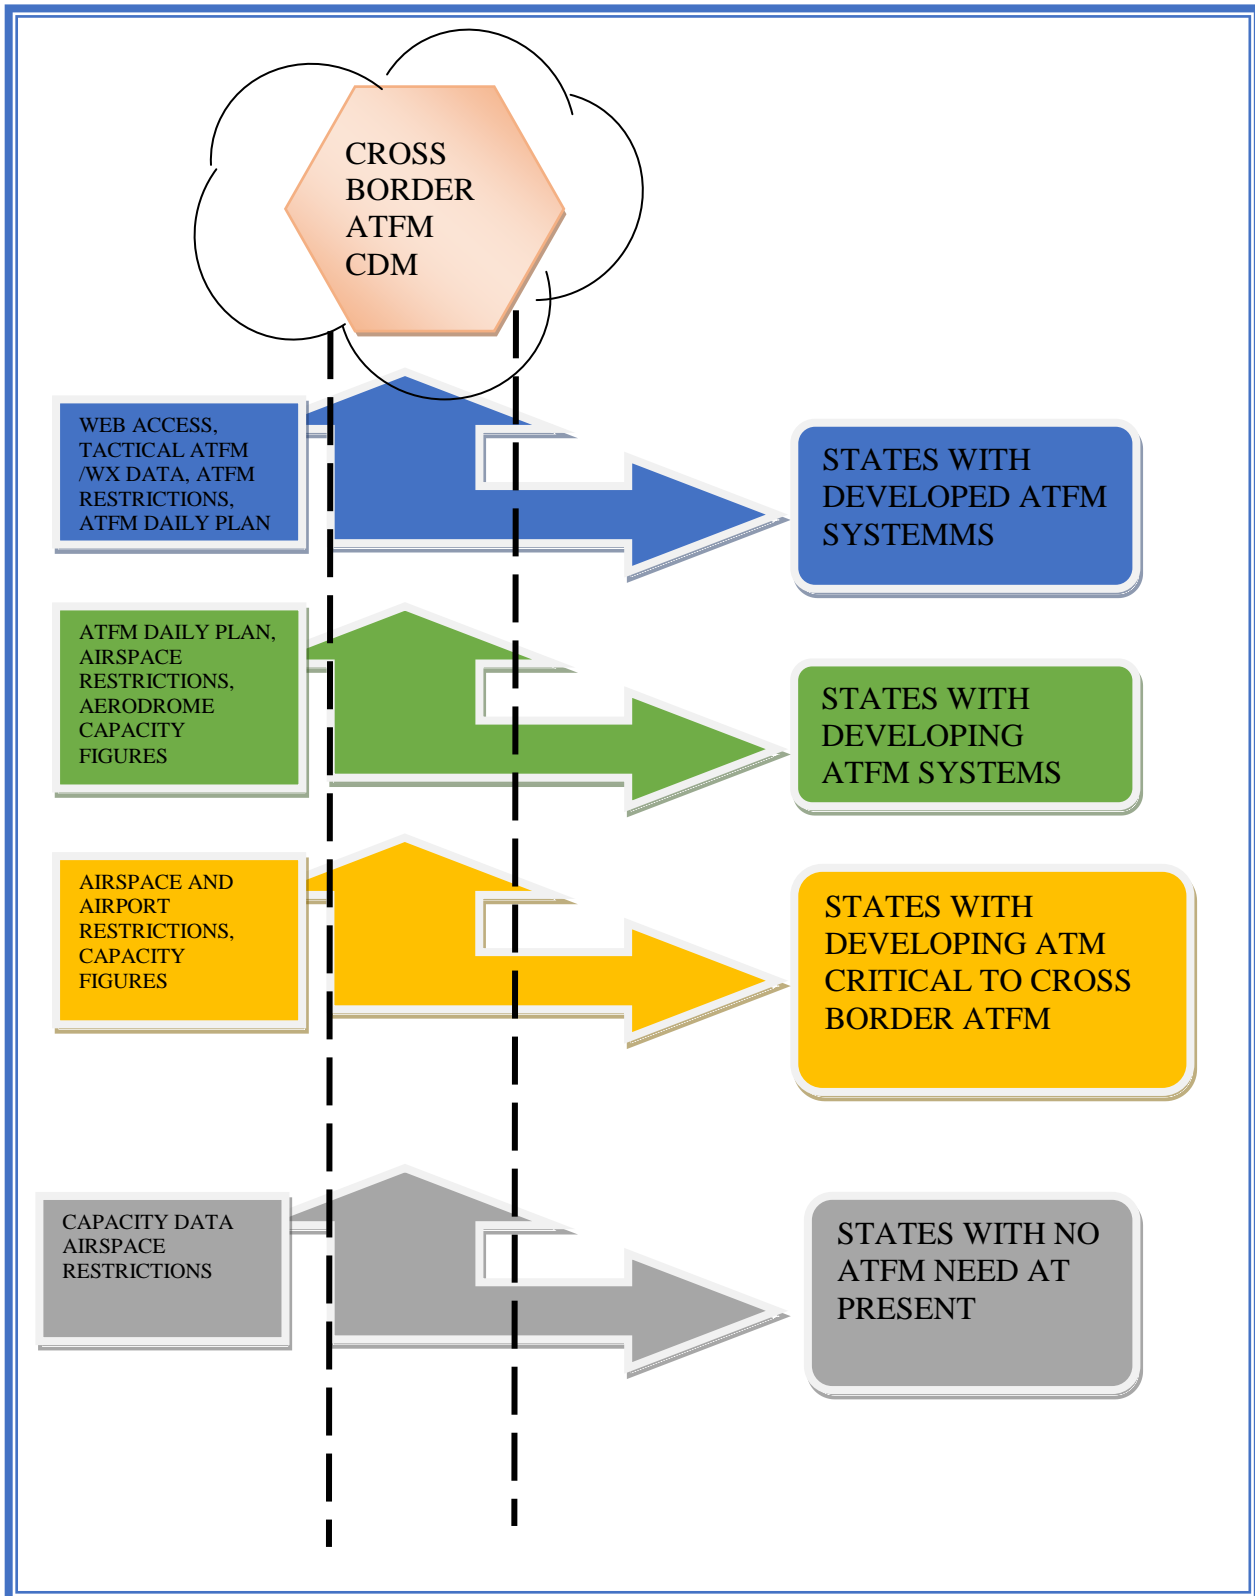 CROSS
BORDER
ATFM
CDM
WEB ACCESS,
TACTICAL ATFM
/WX DATA, ATFM
RESTRICTIONS,
ATFM DAILY PLAN
STATES WITH
DEVELOPED ATFM
SYSTEMMS
ATFM DAILY PLAN,
AIRSPACE
RESTRICTIONS,
AERODROME
CAPACITY
FIGURES
STATES WITH
DEVELOPING
ATFM SYSTEMS
AIRSPACE AND
AIRPORT
RESTRICTIONS,
CAPACITY
FIGURES
STATES WITH
DEVELOPING ATM
CRITICAL TO CROSS
BORDER ATFM
CAPACITY DATA
AIRSPACE
RESTRICTIONS
STATES WITH NO
ATFM NEED AT
PRESENT